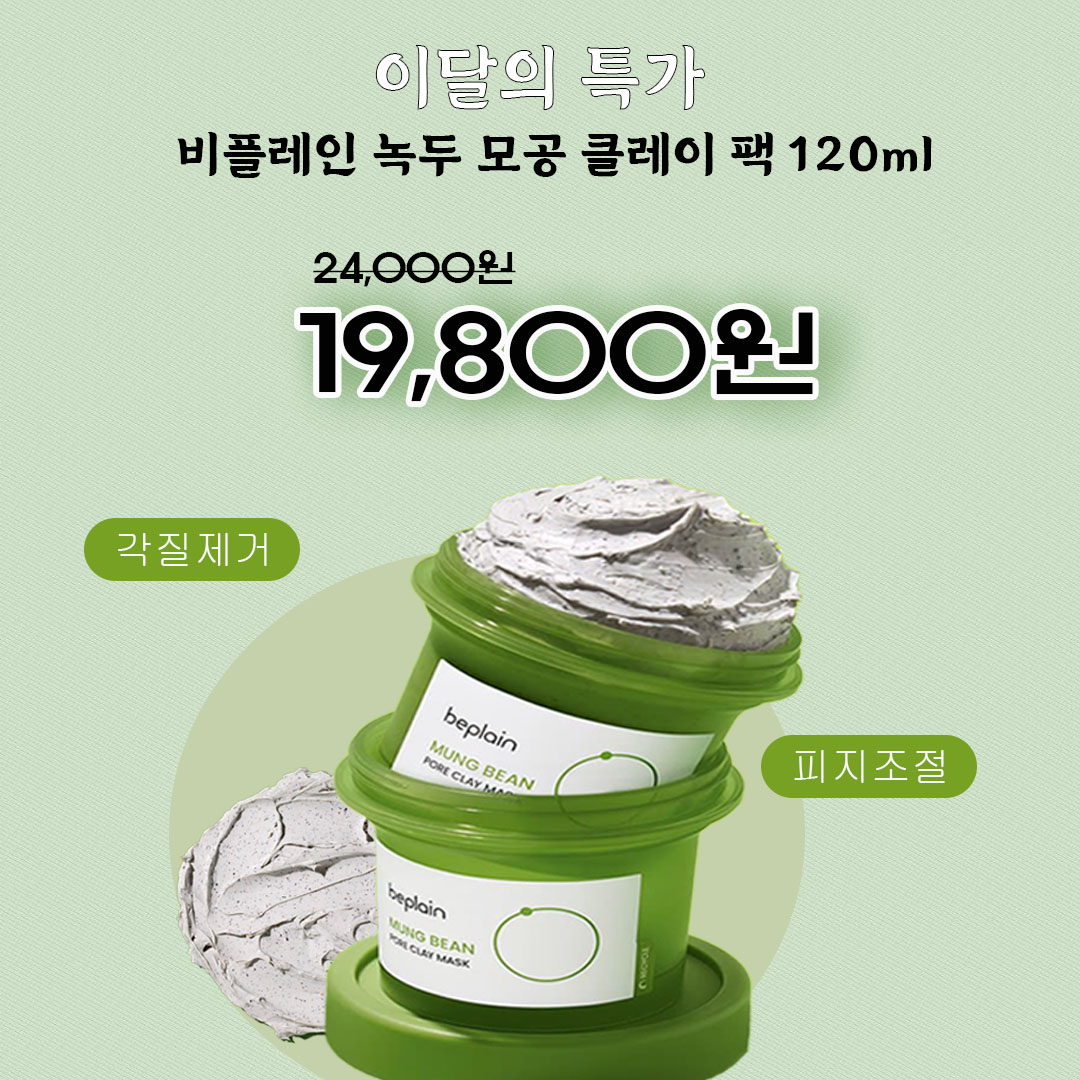 이달의 특가
비플레인 녹두 모공 클레이 팩 120ml
24,000원
19,800원
각질제거
피지조절
beplain
MUNG BEAN
PORE CLAY MASK
beplain
MUNG BEAN
PORE CLAY MASK